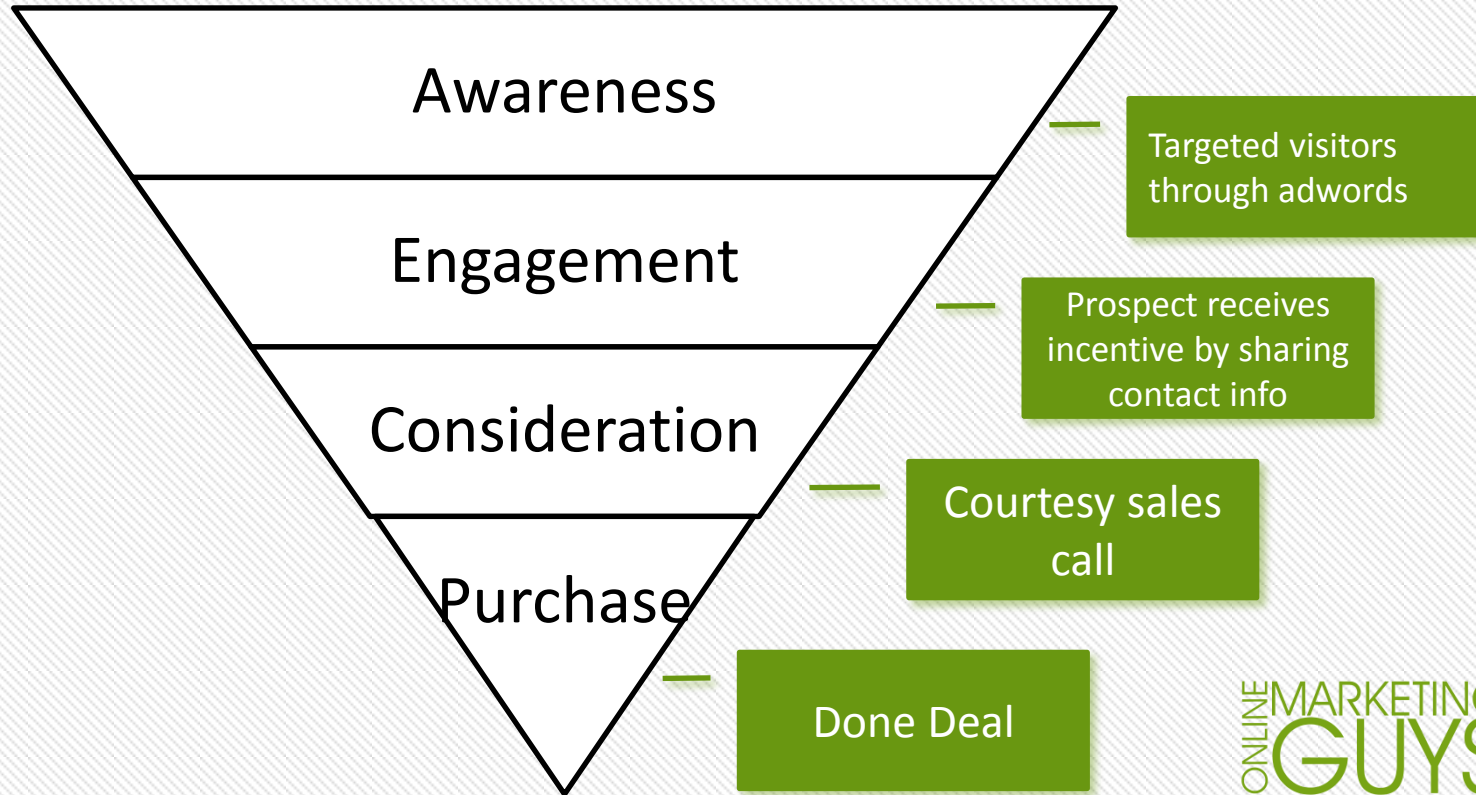 Awareness
Targeted visitors
through adwords
Engagement
Prospect receives
incentive by sharing
contact info
Consideration
Courtesy sales
call
Purchase
Done Deal
ONLINE
MARKETING
GUYS